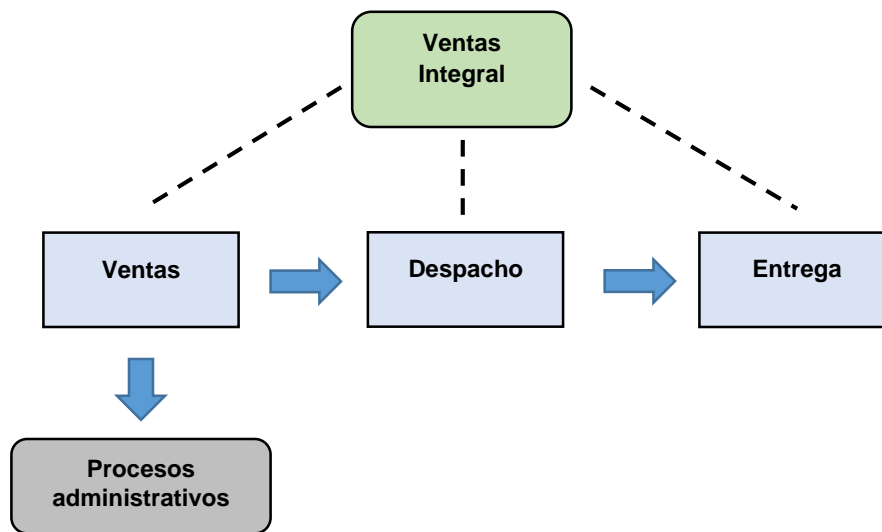 Ventas
Integral
Ventas
Despacho
Entrega
Procesos
administrativos